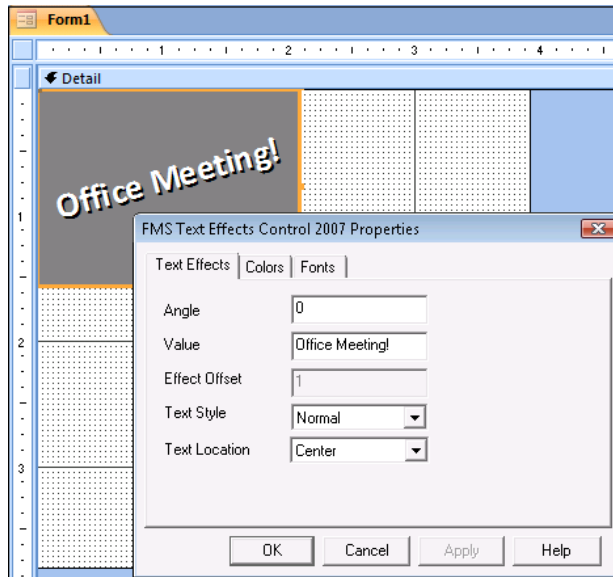 Form1
1 2 3 4
Detail
Office Meeting!
1
FMS Text Effects Control 2007 Properties
Text Effects Colors Fonts
Angle 0
Value Office Meeting!
Effect Offset 1
2
Text Style Normal
Text Location Center
3
OK Cancel Apply Help